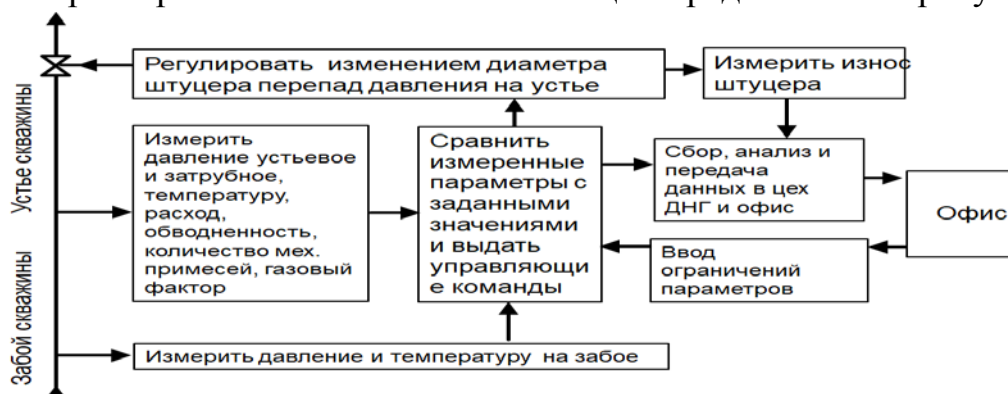 Регулировать изменением диаметра
штуцера перепад давления на устье
Измерить износ
штуцера
Устье скважины
Измерить
давление устьевое
и затрубное,
температуру,
расход,
обводненность,
количество мех.
примесей, газовый
фактор
Сравнить
измеренные
параметры с
заданными
значениями
и выдать
управляющи
е команды
Сбор, анализ и
передача
данных в цех
ДНГ и офис
Офис
Ввод
ограничений
параметров
Забой скважины
Измерить давление и температуру на забое